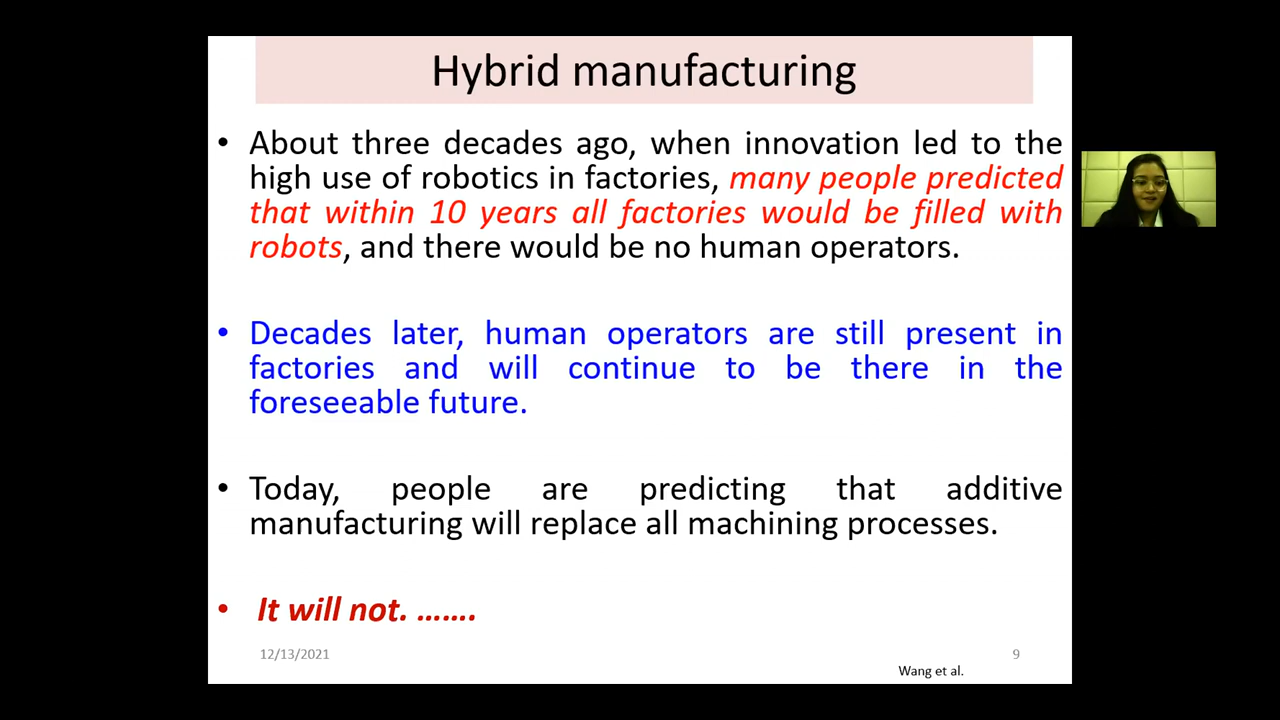 Hybrid manufacturing
• About three decades ago, when innovation led to the
high use of robotics in factories, many people predicted
that within 10 years all factories would be filled with
robots, and there would be no human operators.
• Decades later, human operators are still present in
factories and will continue to be there in the
foreseeable future.
• Today, people are predicting that additive
manufacturing will replace all machining processes.
• It will not. …….
12/13/2021
9
Wang et al.